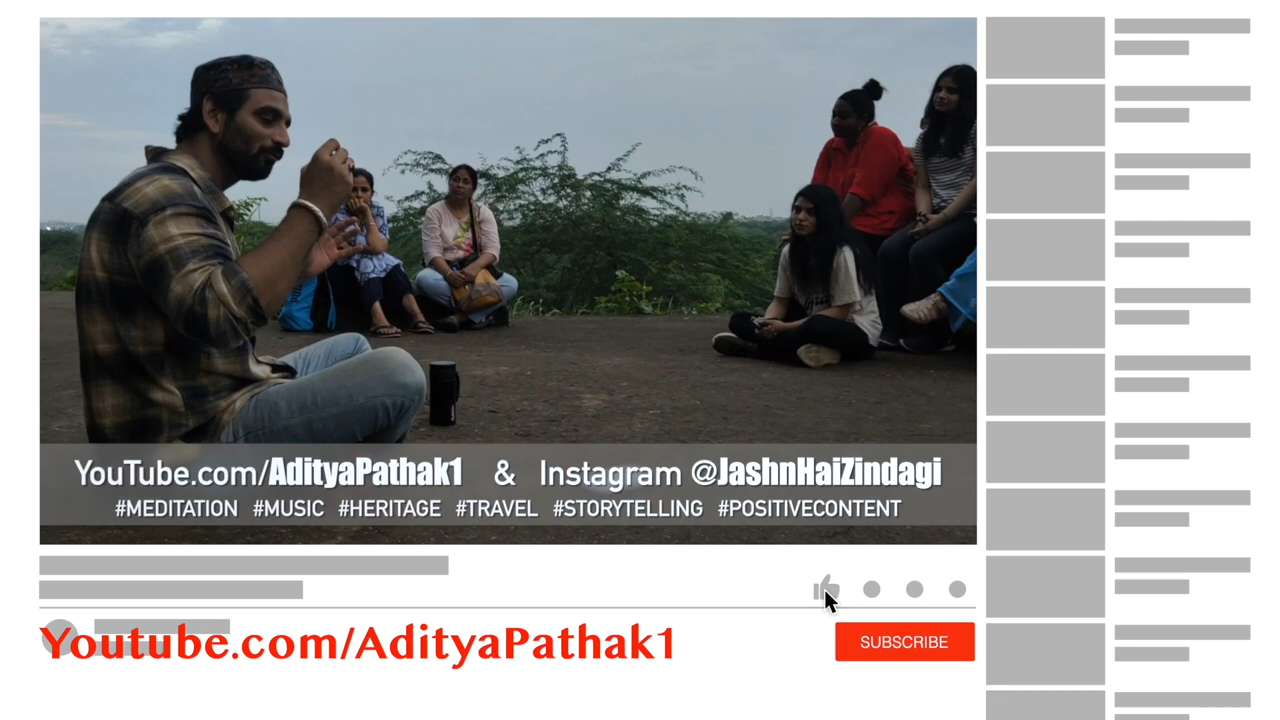 YouTube.com/AdityaPathak1 & Instagram @JashnHaiZindagi
#MEDITATION #MUSIC #HERITAGE #TRAVEL #STORYTELLING #POSITIVECONTENT
Youtube.com/AdityaPathak1
SUBSCRIBE